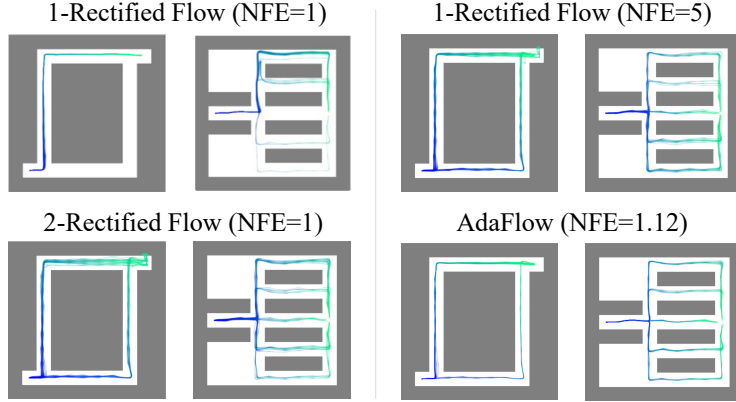 1-Rectified Flow (NFE=1)
1-Rectified Flow (NFE=5)
2-Rectified Flow (NFE=1)
AdaFlow (NFE=1.12)